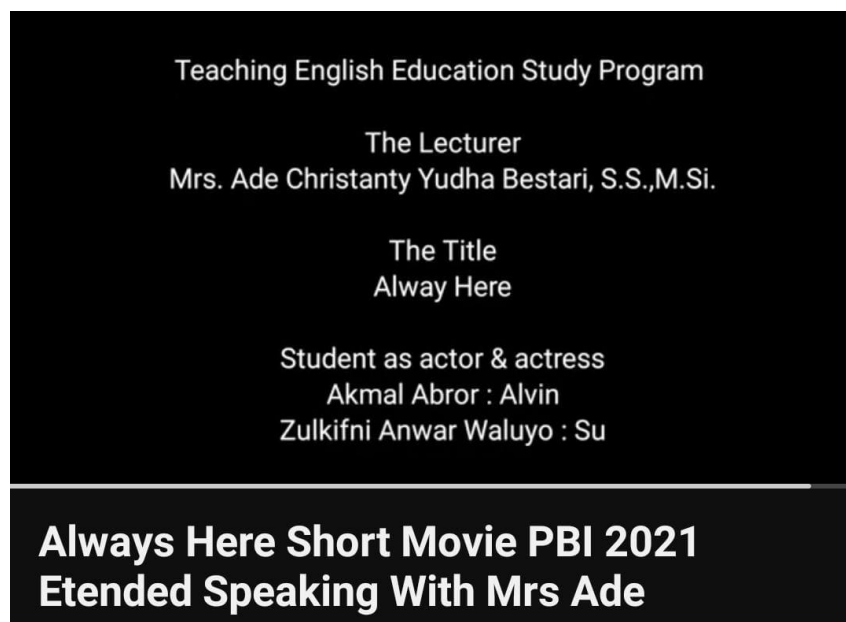 Teaching English Education Study Program
The Lecturer
Mrs. Ade Christanty Yudha Bestari, S.S.,M.Si.
The Title
Alway Here
Student as actor & actress
Akmal Abror : Alvin
Zulkifni Anwar Waluyo : Su
Always Here Short Movie PBI 2021
Etended Speaking With Mrs Ade